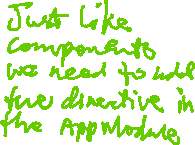 Just like
components
we need to add
the directive in
the AppModule